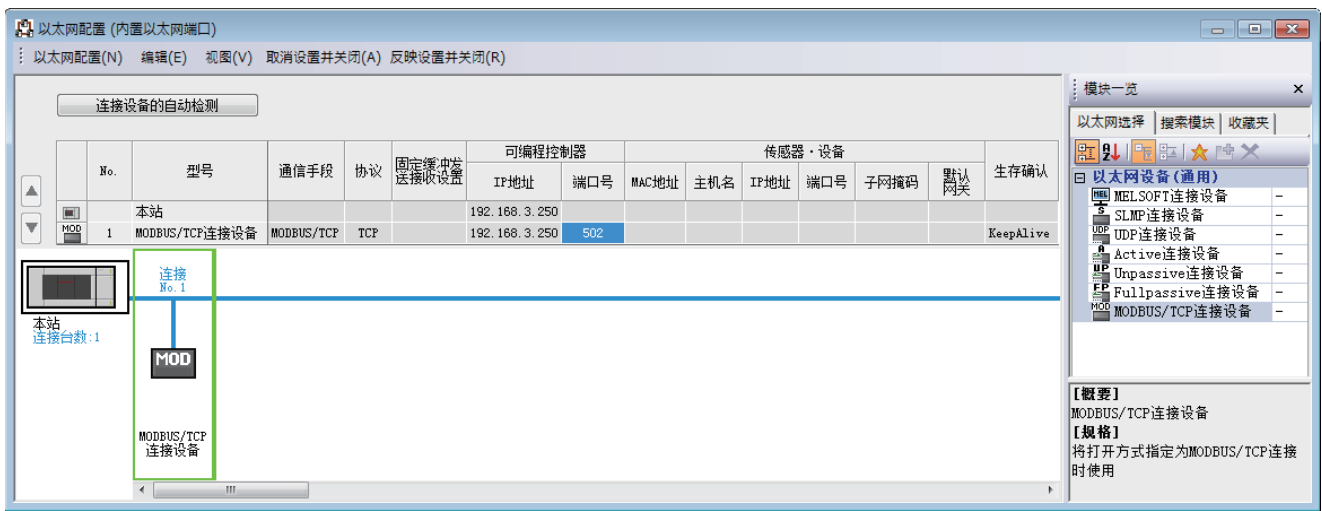 以太网配置 (内置以太网端口)
以太网配置(N) 编辑(E) 视图(V) 取消设置并关闭(A) 反映设置并关闭(R)
连接设备的自动检测
No. 型号 通信手段 协议 固定缓冲发送接收设置 可编程控制器 传感器・设备 生存确认
IP地址 端口号 MAC地址 主机名 IP地址 端口号 子网掩码 默认网关
本站 192.168.3.250
MOD 1 MODBUS/TCP连接设备 MODBUS/TCP TCP 192.168.3.250 502 KeepAlive
连接
No.1
本站
连接台数:1
MOD
MODBUS/TCP
连接设备
模块一览
以太网选择 搜索模块 收藏夹
以太网设备(通用)
MEL MELSOFT连接设备 -
S SLMP连接设备 -
UDP UDP连接设备 -
A Active连接设备 -
UP Unpassive连接设备 -
FP Fullpassive连接设备 -
MOD MODBUS/TCP连接设备 -
[概要]
MODBUS/TCP连接设备
[规格]
将打开方式指定为MODBUS/TCP连接
时使用